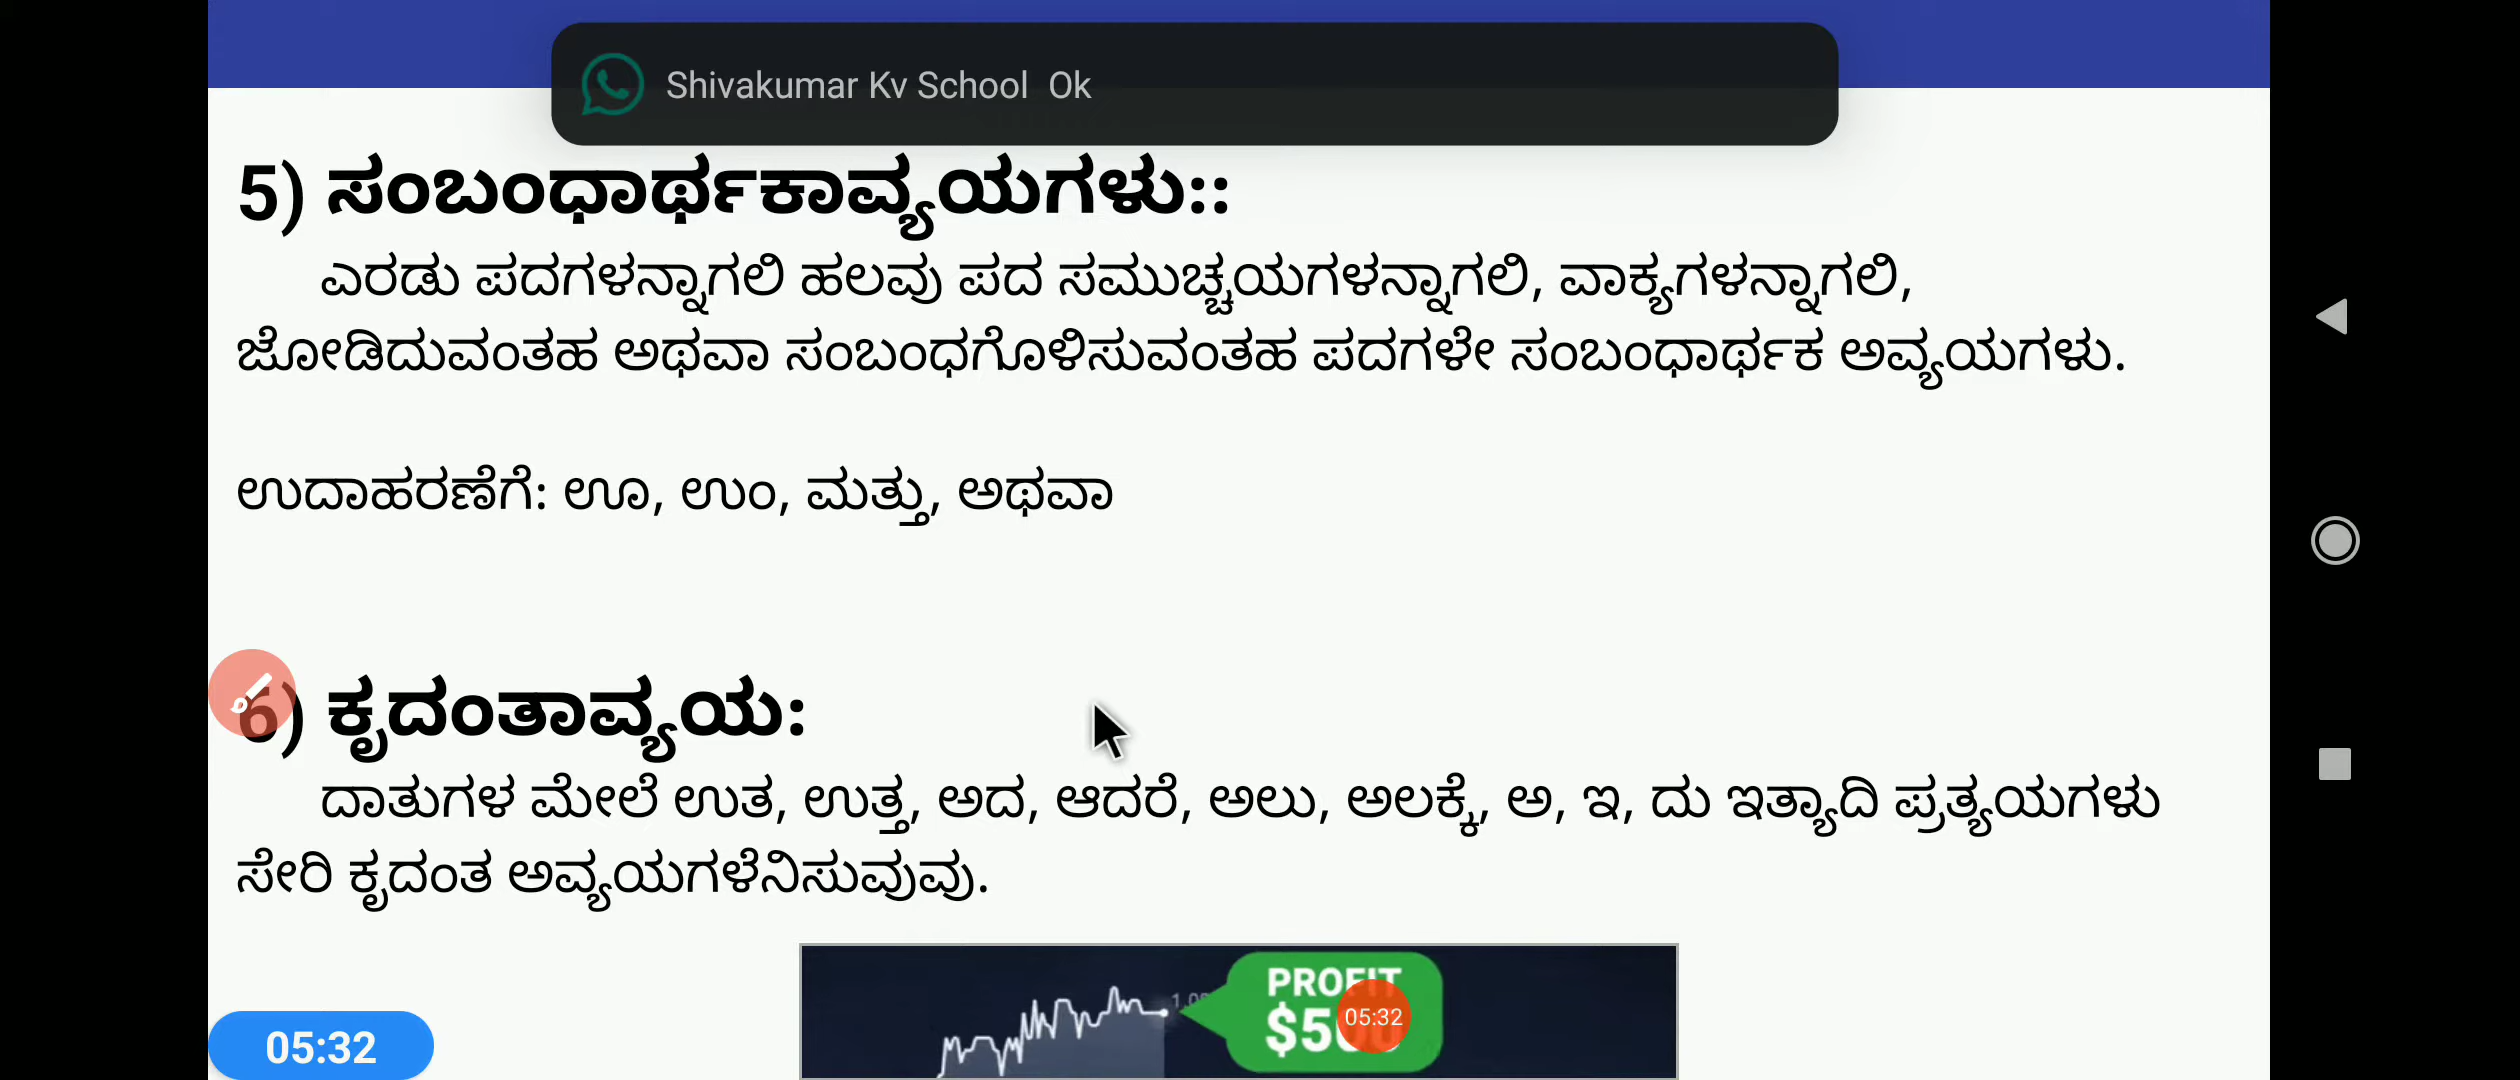 Shivakumar Kv School Ok
5) ಸಂಬಂಧಾರ್ಥಕಾವ್ಯಯಗಳು::
ಎರಡು ಪದಗಳನ್ನಾಗಲಿ ಹಲವು ಪದ ಸಮುಚ್ಚಯಗಳನ್ನಾಗಲಿ, ವಾಕ್ಯಗಳನ್ನಾಗಲಿ,
ಜೋಡಿದುವಂತಹ ಅಥವಾ ಸಂಬಂಧಗೊಳಿಸುವಂತಹ ಪದಗಳೇ ಸಂಬಂಧಾರ್ಥಕ ಅವ್ಯಯಗಳು.
ಉದಾಹರಣೆಗೆ: ಊ, ಉಂ, ಮತ್ತು, ಅಥವಾ
6) ಕೃದಂತಾವ್ಯಯ:
ದಾತುಗಳ ಮೇಲೆ ಉತ, ಉತ್ತ, ಅದ, ಆದರೆ, ಅಲು, ಅಲಕ್ಕೆ, ಅ, ಇ, ದು ಇತ್ಯಾದಿ ಪ್ರತ್ಯಯಗಳು
ಸೇರಿ ಕೃದಂತ ಅವ್ಯಯಗಳೆನಿಸುವುವು.
PROFIT
05:32
05:32